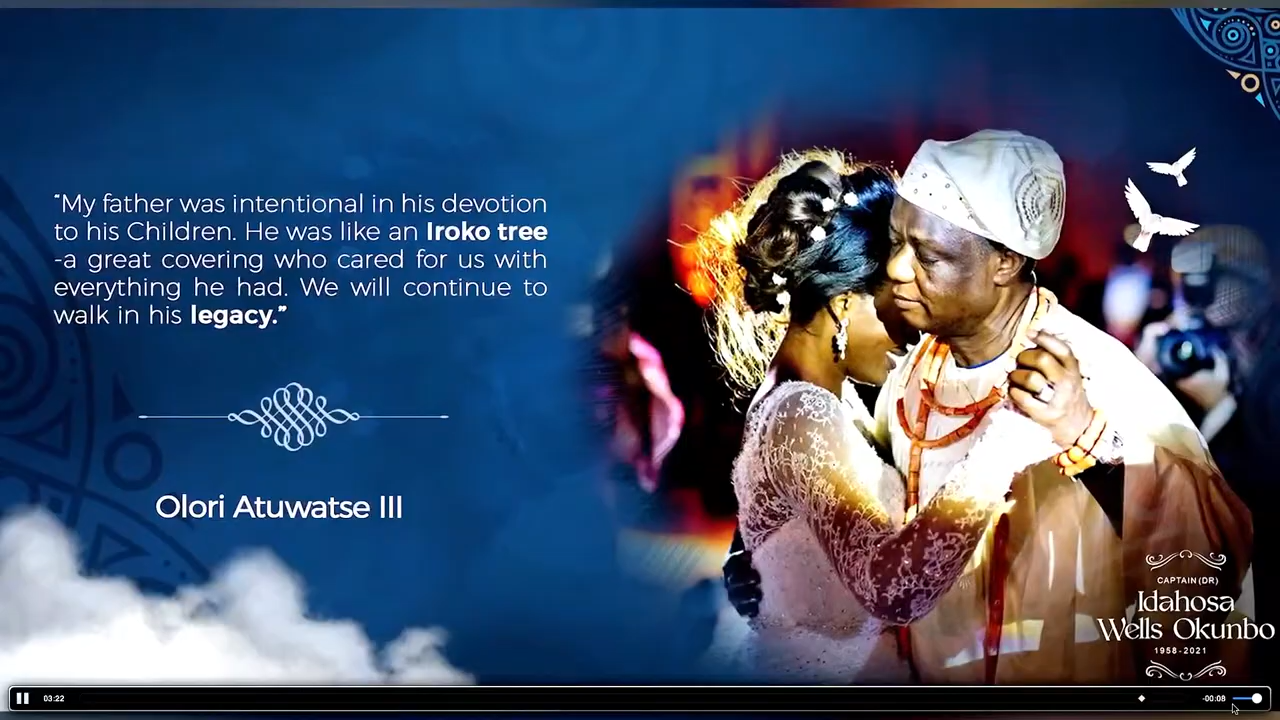 “My father was intentional in his devotion
to his Children. He was like an Iroko tree
-a great covering who cared for us with
everything he had. We will continue to
walk in his legacy.”
Olori Atuwatse III
CAPTAIN (DR)
Idahosa
Wells Okunbo
1958-2021
03:22
-00:08